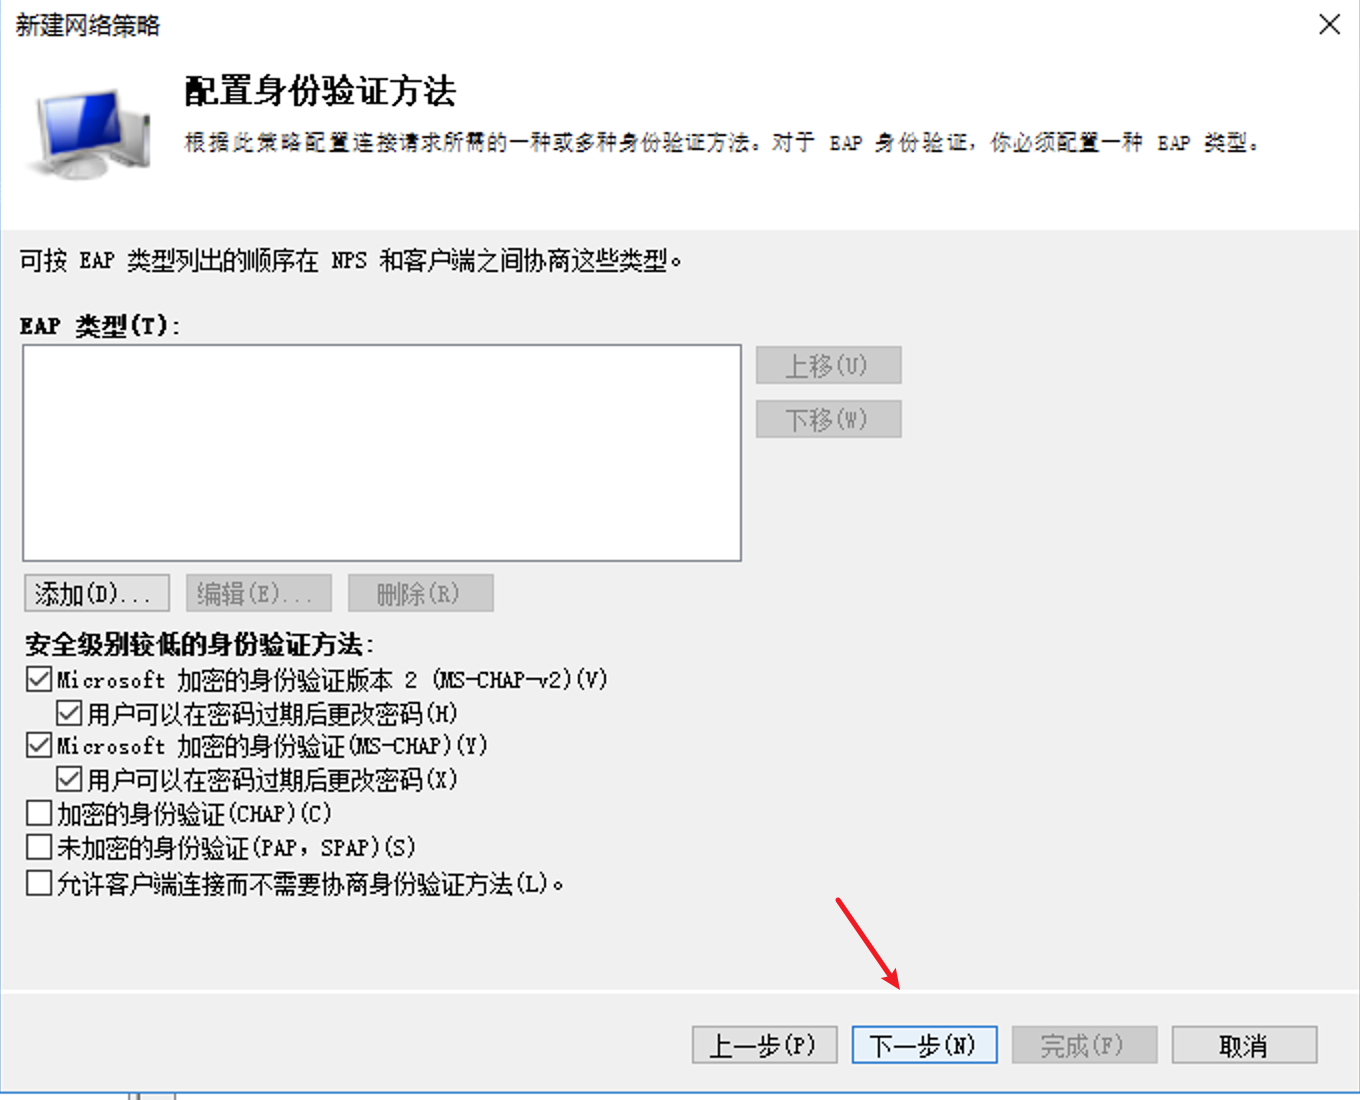 新建网络策略
配置身份验证方法
根据此策略配置连接请求所需的一种或多种身份验证方法。对于 EAP 身份验证，你必须配置一种 EAP 类型。
可按 EAP 类型列出的顺序在 NPS 和客户端之间协商这些类型。
EAP 类型(T):
上移(U)
下移(W)
添加(D)... 编辑(E)... 删除(R)
安全级别较低的身份验证方法:
Microsoft 加密的身份验证版本 2 (MS-CHAP-v2)(V)
用户可以在密码过期后更改密码(H)
Microsoft 加密的身份验证(MS-CHAP)(Y)
用户可以在密码过期后更改密码(X)
加密的身份验证(CHAP)(C)
未加密的身份验证(PAP，SPAP)(S)
允许客户端连接而不需要协商身份验证方法(L)。
上一步(P) 下一步(N) 完成(F) 取消